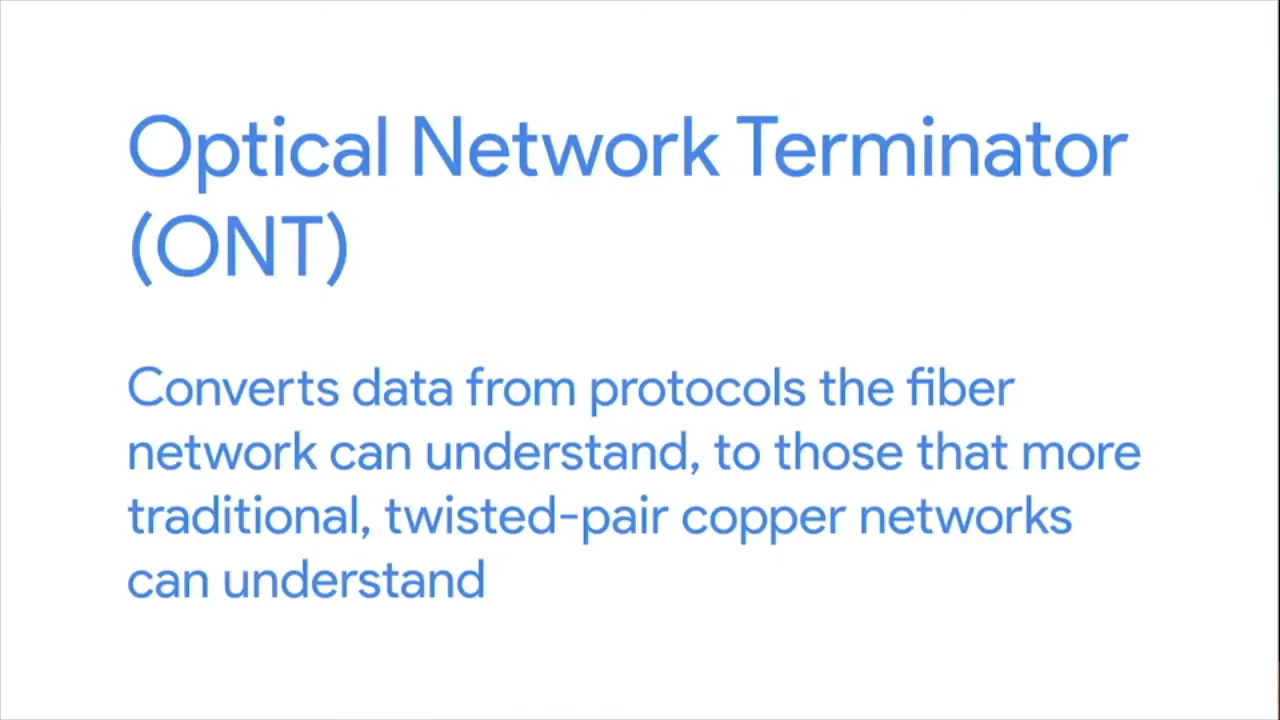 Optical Network Terminator
(ONT)
Converts data from protocols the fiber
network can understand, to those that more
traditional, twisted-pair copper networks
can understand